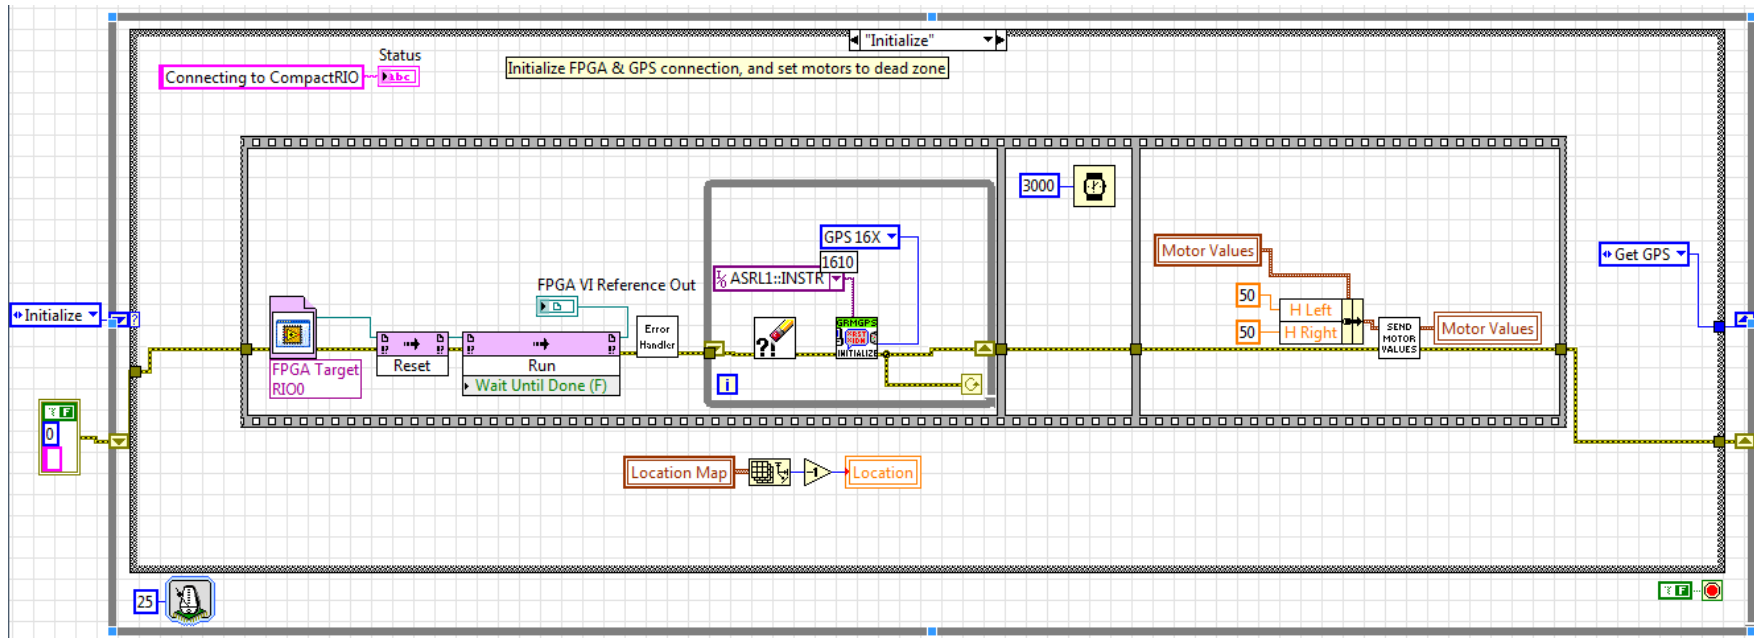 "Initialize"
Status
Connecting to CompactRIO
abc
Initialize FPGA & GPS connection, and set motors to dead zone
3000
GPS 16X
1610
I/O ASRL1::INSTR
Motor Values
Get GPS
FPGA VI Reference Out
50
H Left
50
H Right
Initialize
?
Error
Handler
GRMGPS
INITIALIZE
SEND
MOTOR
VALUES
Motor Values
FPGA Target
RIO0
Reset
Run
Wait Until Done (F)
?!
i
F
0
Location Map
-1
Location
25
F